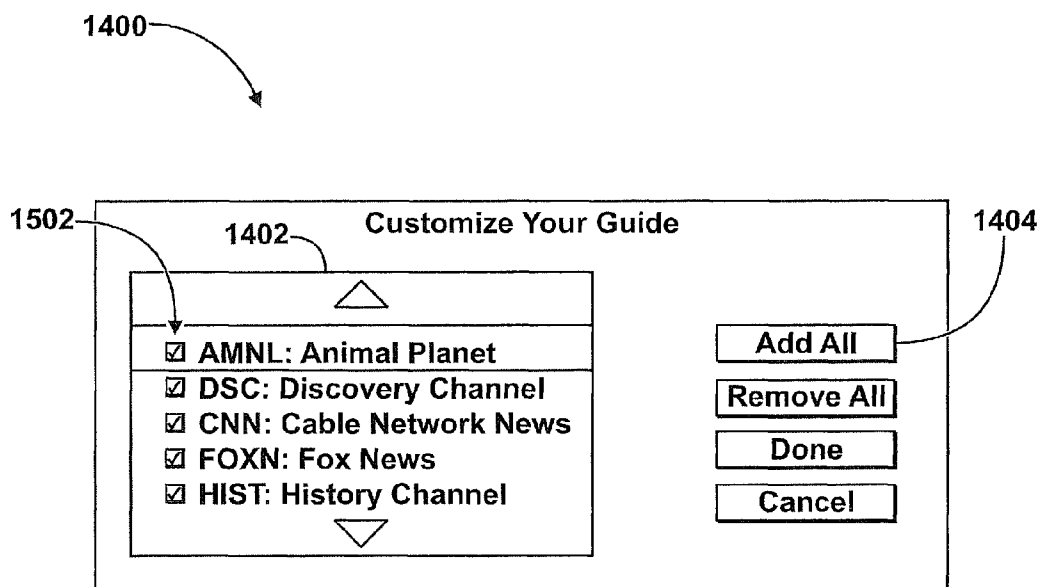 1400
1502
Customize Your Guide
1402
1404
AMNL: Animal Planet
DSC: Discovery Channel
CNN: Cable Network News
FOXN: Fox News
HIST: History Channel
Add All
Remove All
Done
Cancel